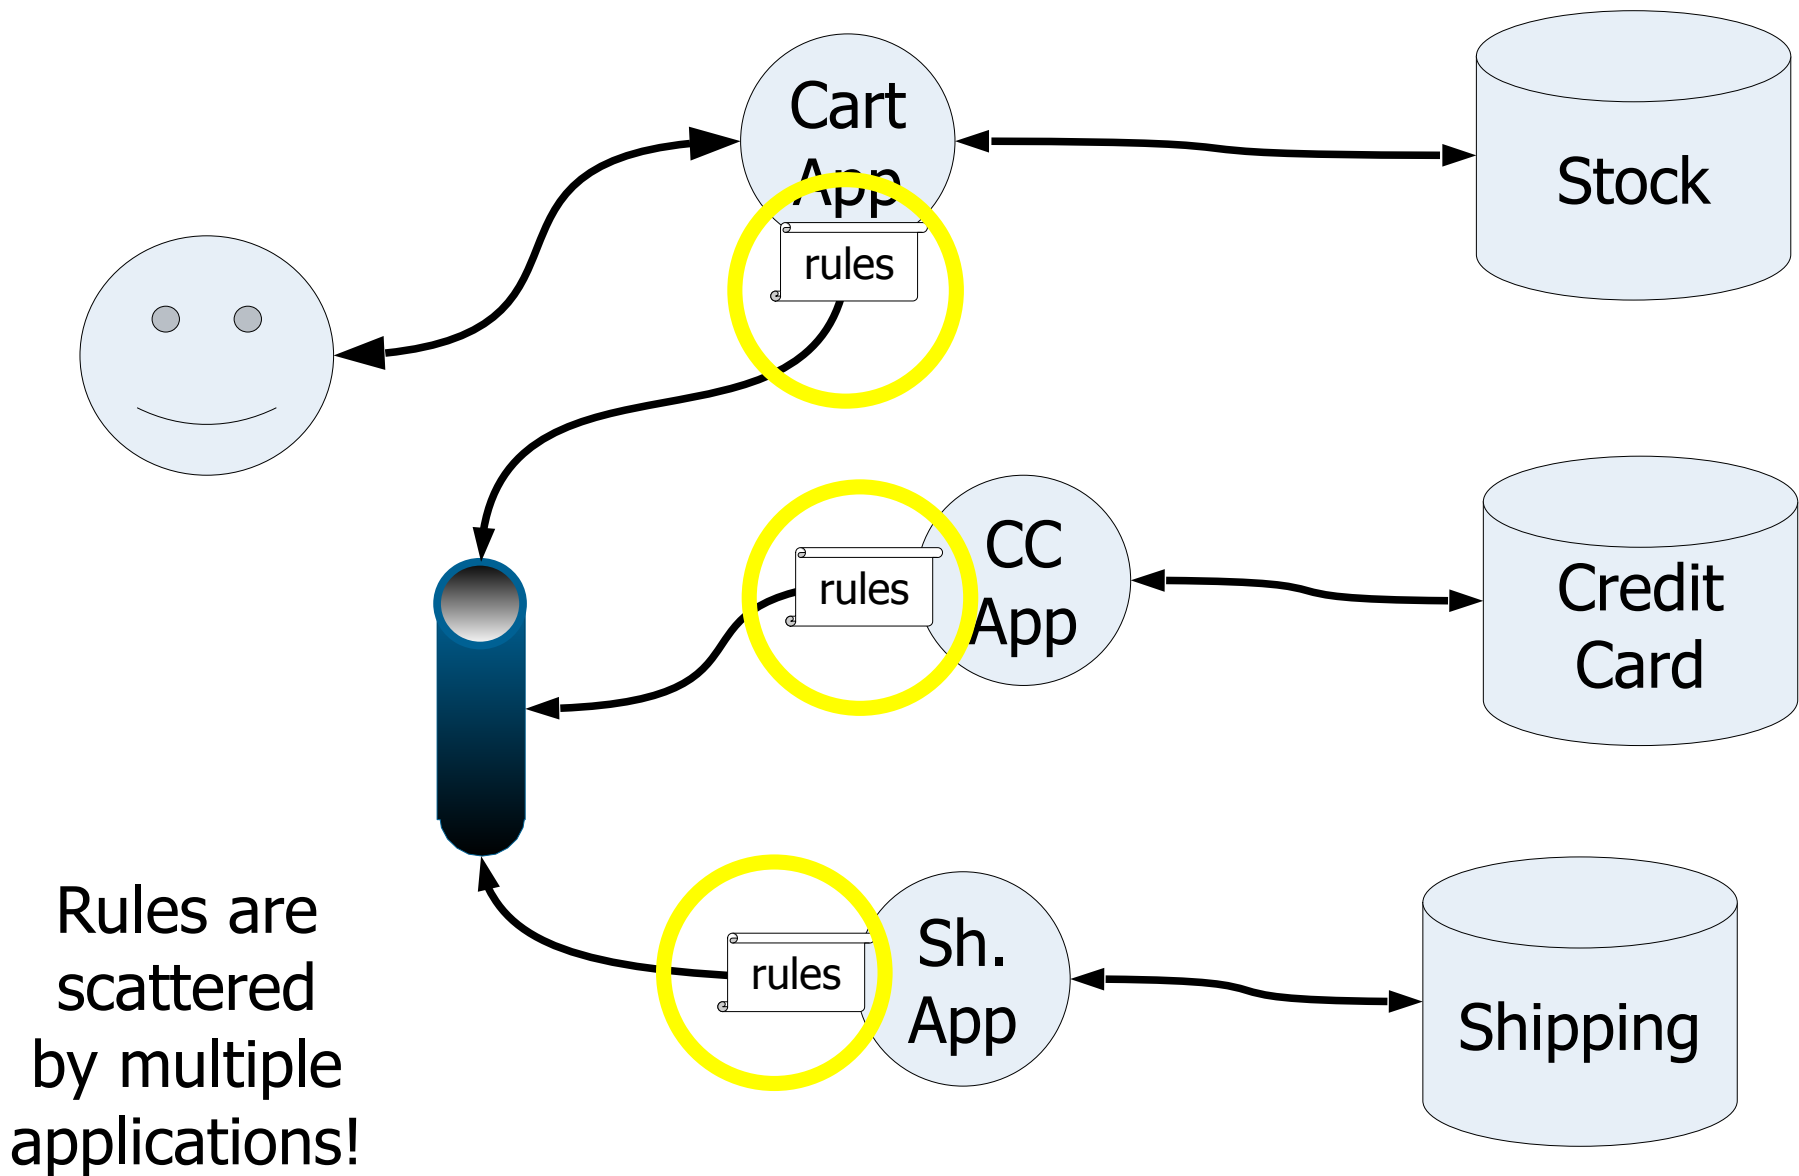 Cart
App
rules
Stock
rules
CC
App
Credit
Card
rules
Sh.
App
Shipping
Rules are
scattered
by multiple
applications!